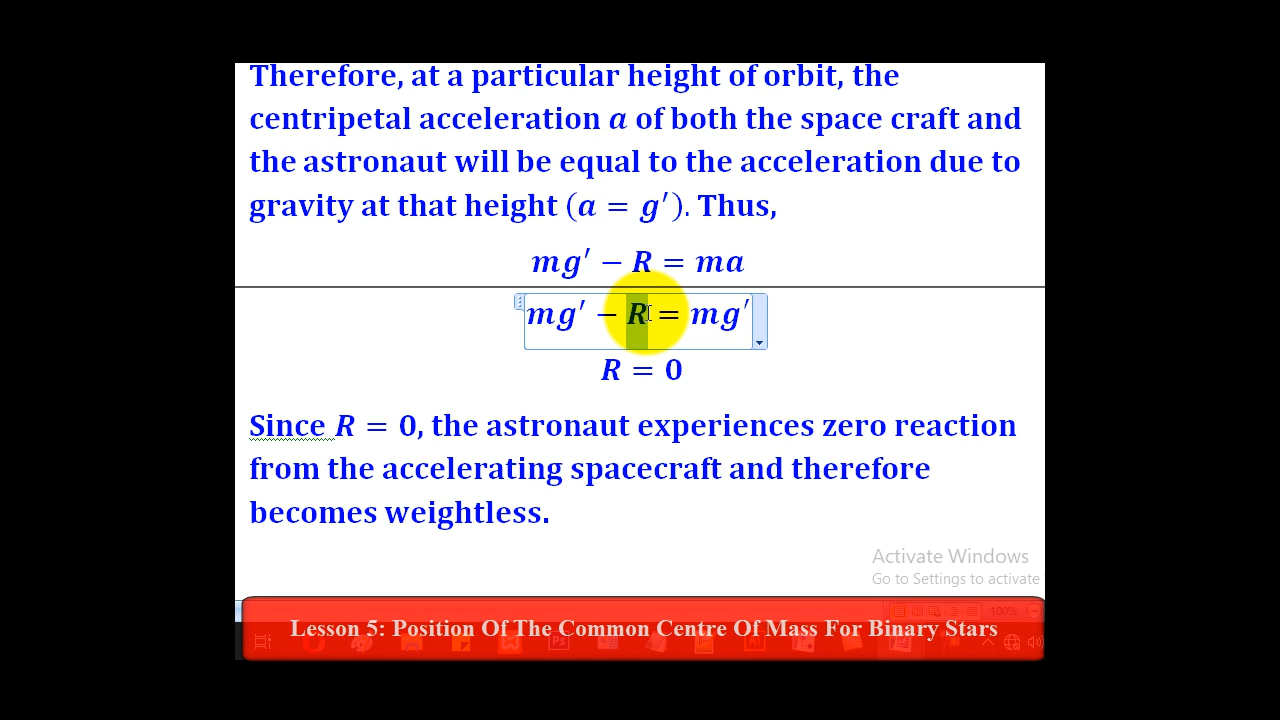 Therefore, at a particular height of orbit, the
centripetal acceleration a of both the space craft and
the astronaut will be equal to the acceleration due to
gravity at that height (a = g′). Thus,
mg′ − R = ma
mg′ − R = mg′
R = 0
Since R = 0, the astronaut experiences zero reaction
from the accelerating spacecraft and therefore
becomes weightless.
Activate Windows
Go to Settings to activate
100%
Lesson 5: Position Of The Common Centre Of Mass For Binary Stars